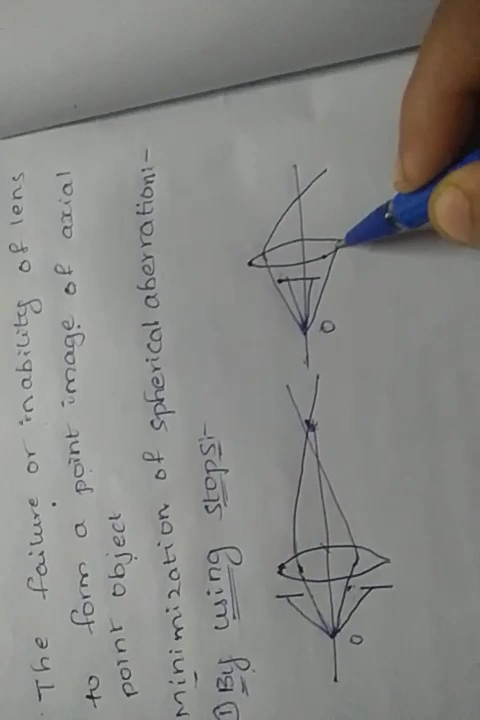 The failure or inability of lens
to form a point image of axial
point object
Minimization of spherical aberration:-
1) By using stops:-
O
O